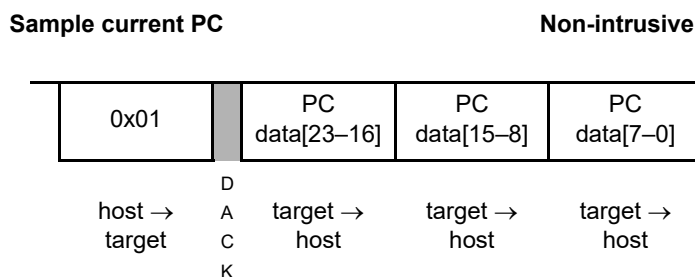 Sample current PC Non-intrusive
0x01 PC PC PC
data[23–16] data[15–8] data[7–0]
D
host → A target → target → target →
target C host host host
K